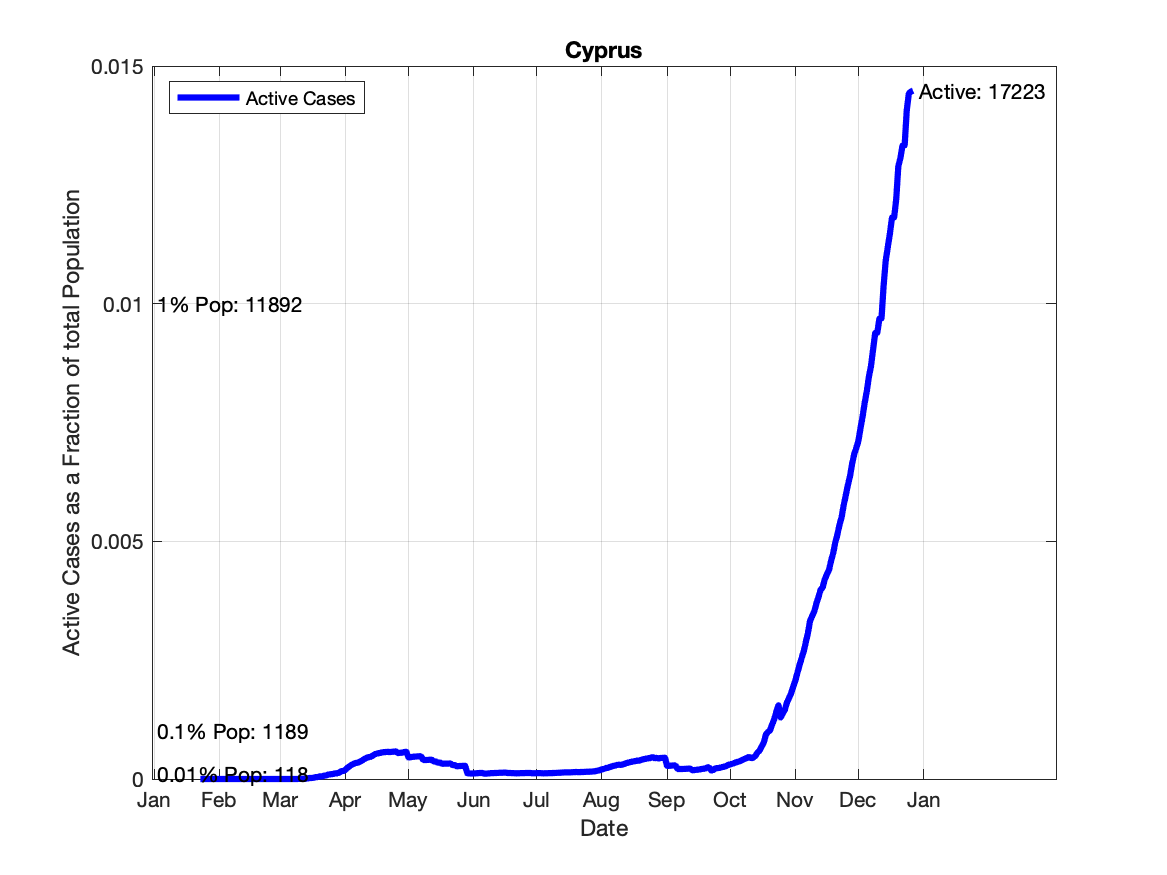 Cyprus
0.015
Active Cases
Active: 17223
Active Cases as a Fraction of total Population
0.01
1% Pop: 11892
0.005
0.1% Pop: 1189
0
0.01% Pop: 118
Jan Feb Mar Apr May Jun Jul Aug Sep Oct Nov Dec Jan
Date